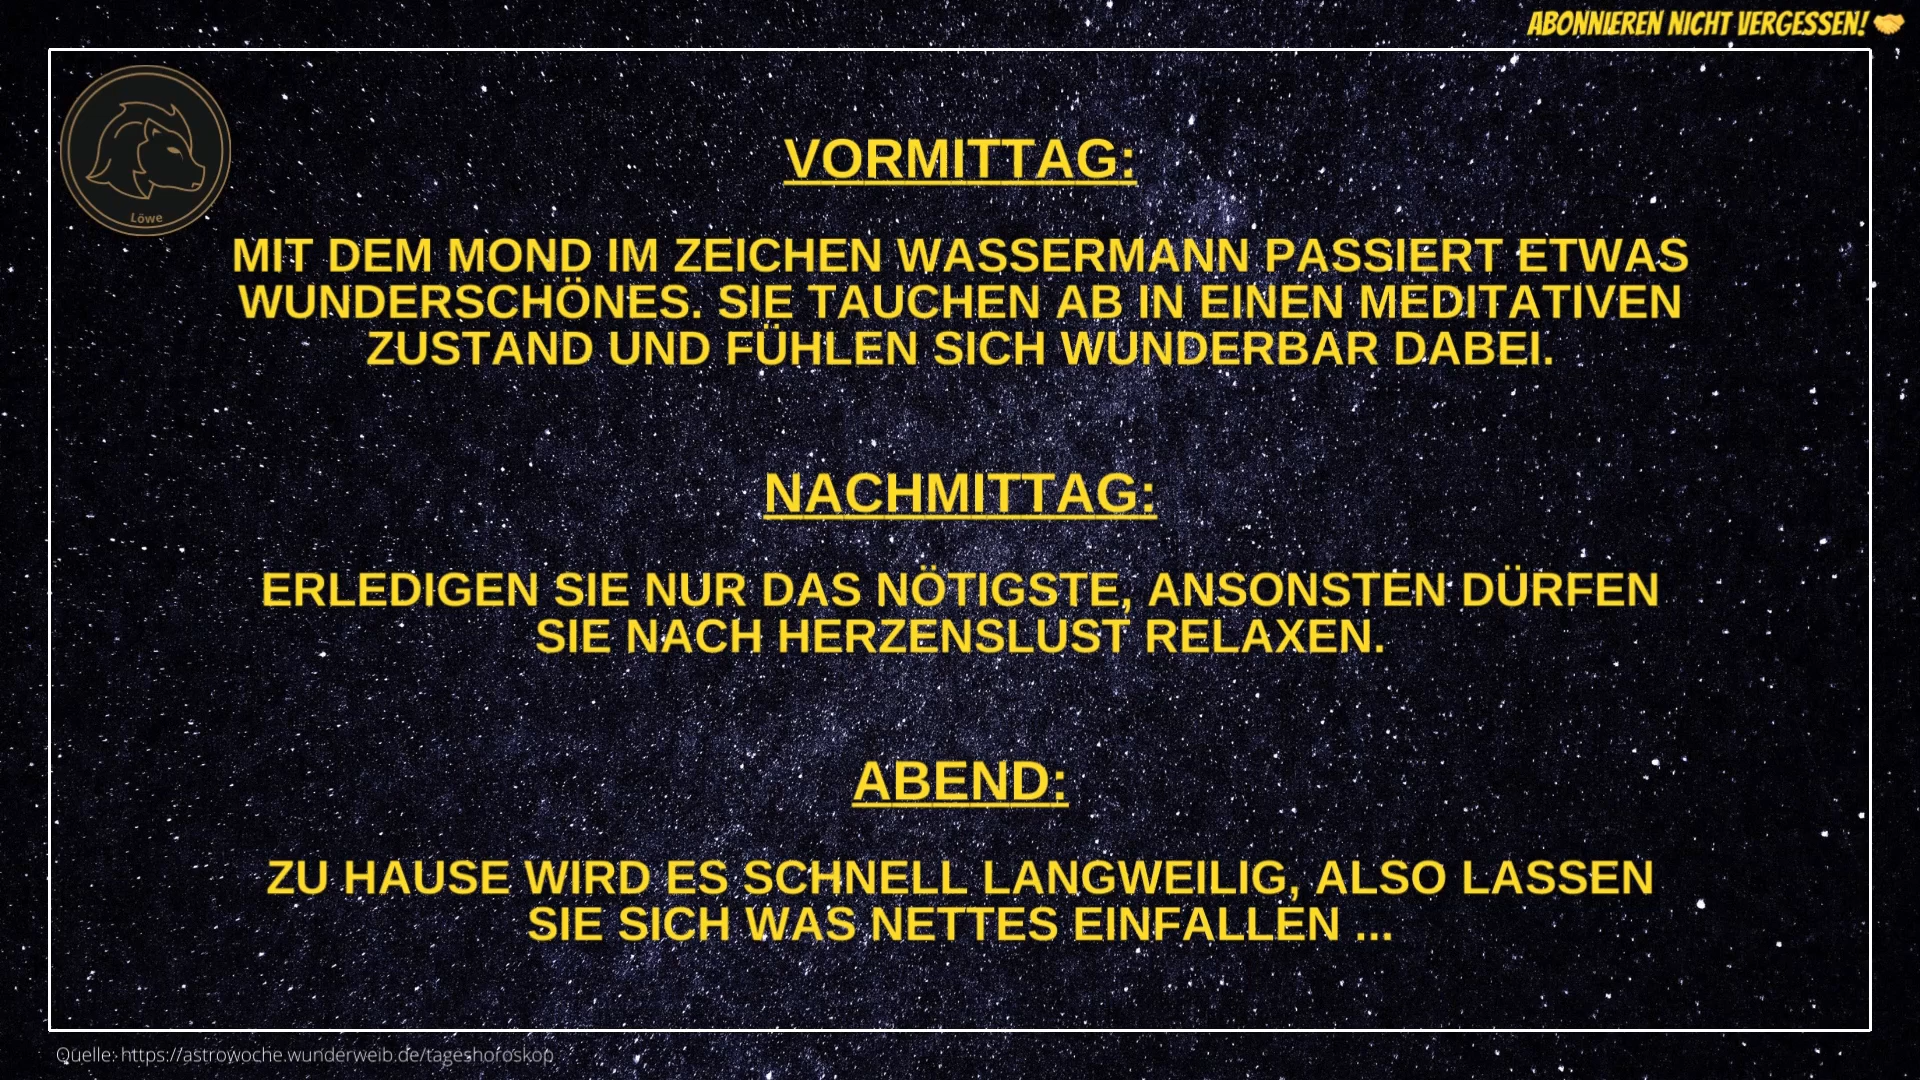 ABONNIEREN NICHT VERGESSEN!
Löwe
VORMITTAG:
MIT DEM MOND IM ZEICHEN WASSERMANN PASSIERT ETWAS
WUNDERSCHÖNES. SIE TAUCHEN AB IN EINEN MEDITATIVEN
ZUSTAND UND FÜHLEN SICH WUNDERBAR DABEI.
NACHMITTAG:
ERLEDIGEN SIE NUR DAS NÖTIGSTE, ANSONSTEN DÜRFEN
SIE NACH HERZENSLUST RELAXEN.
ABEND:
ZU HAUSE WIRD ES SCHNELL LANGWEILIG, ALSO LASSEN
SIE SICH WAS NETTES EINFALLEN ...
Quelle: https://astrowoche.wunderweib.de/tageshoroskop